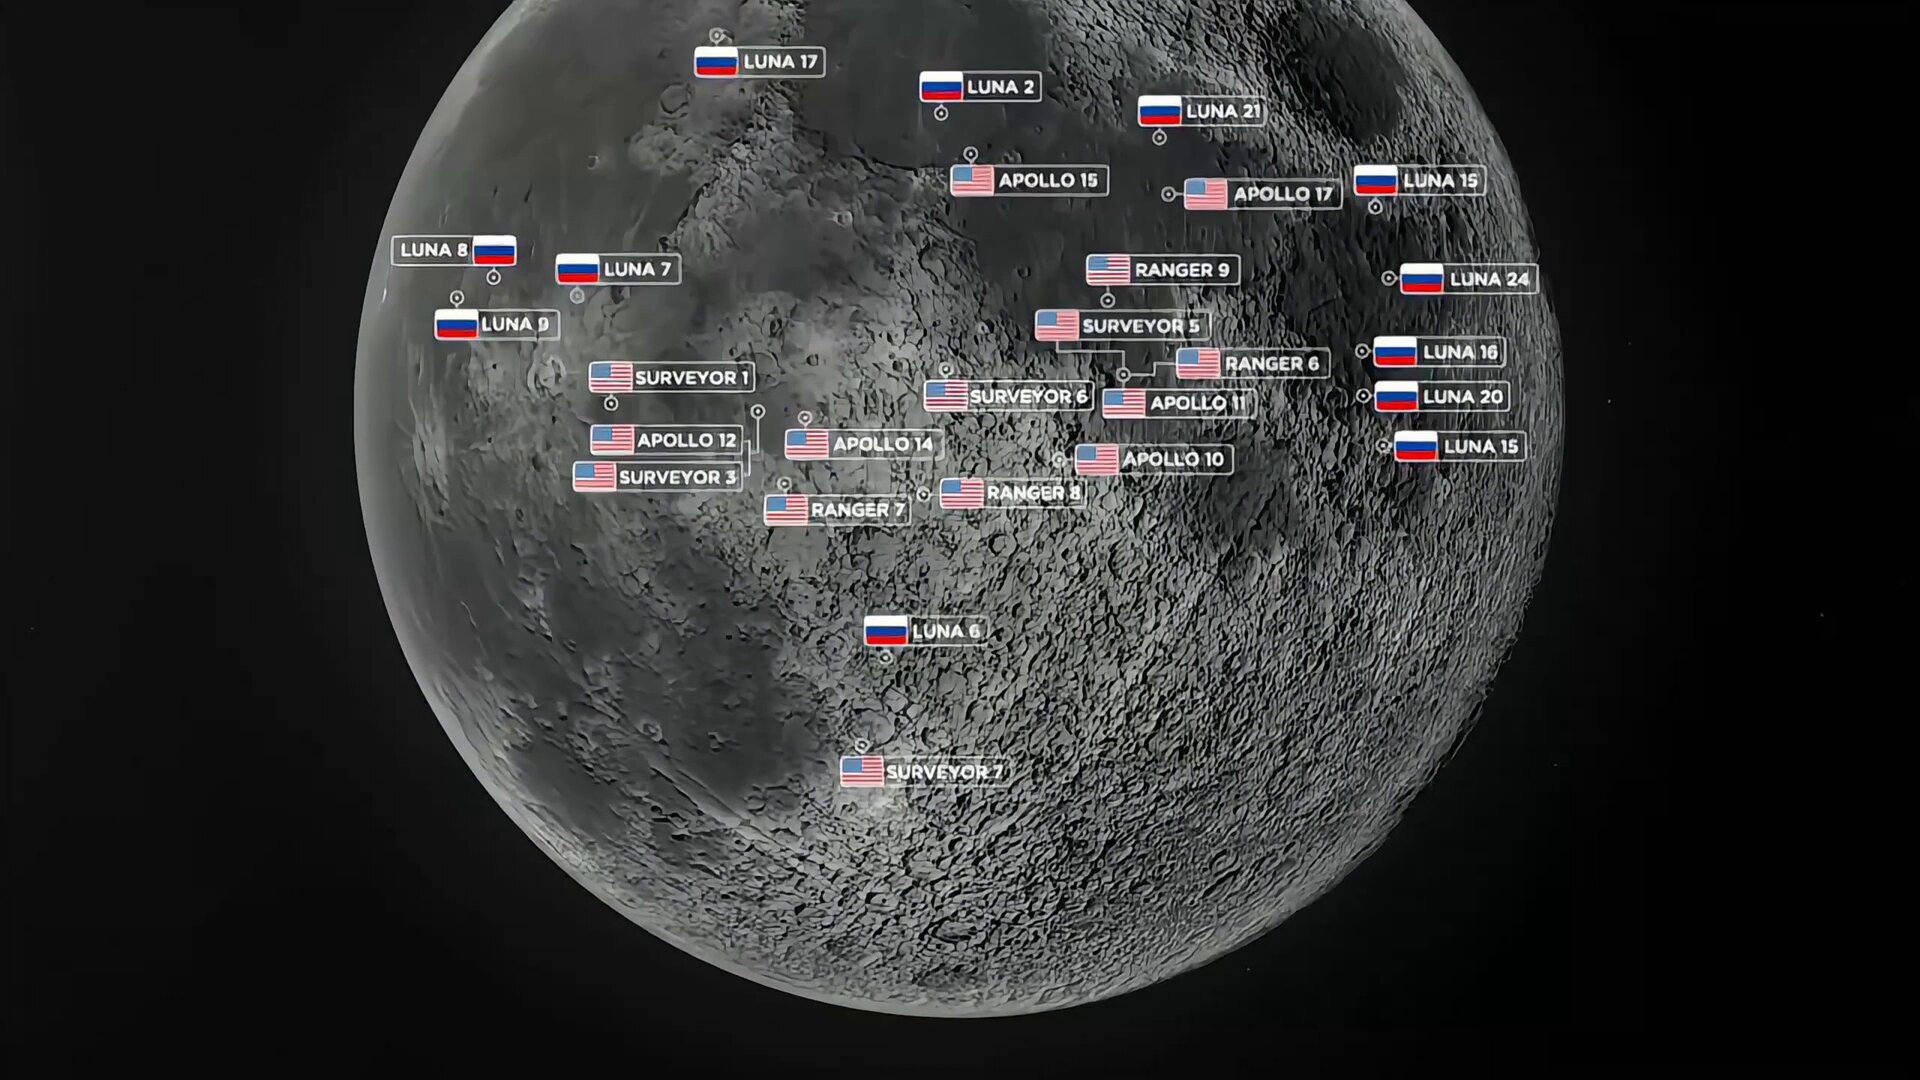 LUNA 17
LUNA 2
LUNA 21
APOLLO 15
LUNA 15
APOLLO 17
LUNA 8
LUNA 7
RANGER 9
LUNA 24
LUNA 9
SURVEYOR 5
LUNA 16
RANGER 6
SURVEYOR 1
SURVEYOR 6
LUNA 20
APOLLO 11
APOLLO 12
APOLLO 14
LUNA 15
APOLLO 10
SURVEYOR 3
RANGER 8
RANGER 7
LUNA 6
SURVEYOR 7